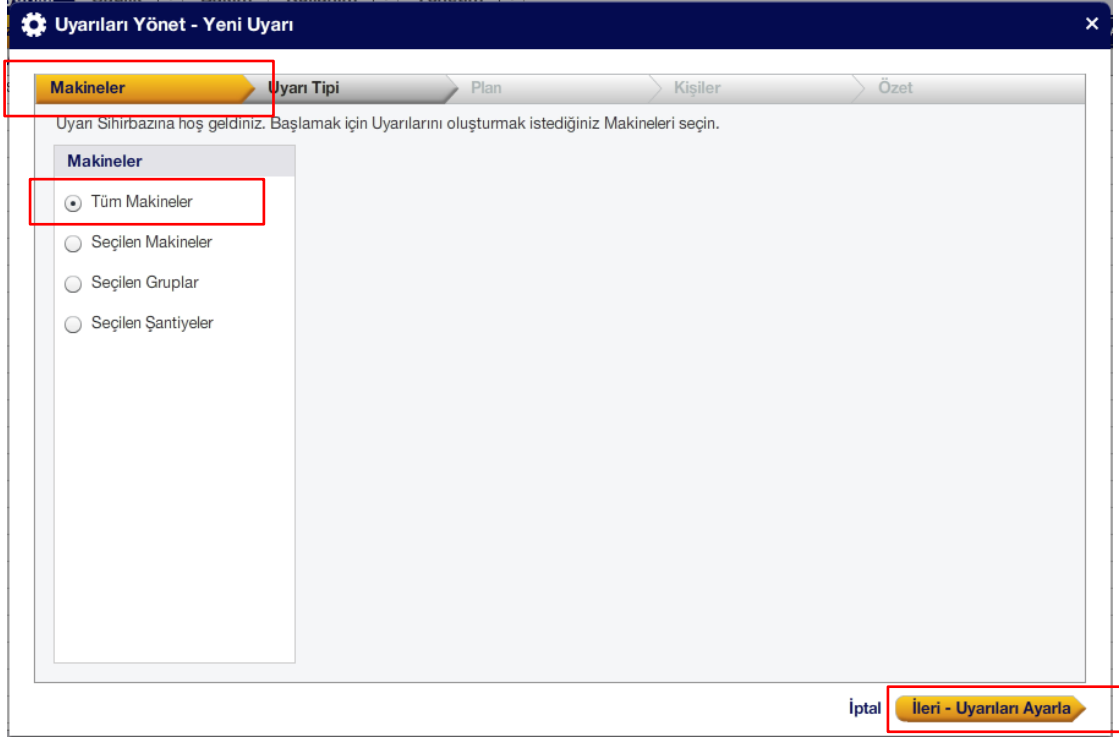 Uyarıları Yönet - Yeni Uyarı
Makineler Uyarı Tipi Plan Kişiler Özet
Uyarı Sihirbazına hoş geldiniz. Başlamak için Uyarılarını oluşturmak istediğiniz Makineleri seçin.
Makineler
Tüm Makineler
Seçilen Makineler
Seçilen Gruplar
Seçilen Şantiyeler
İptal İleri - Uyarıları Ayarla